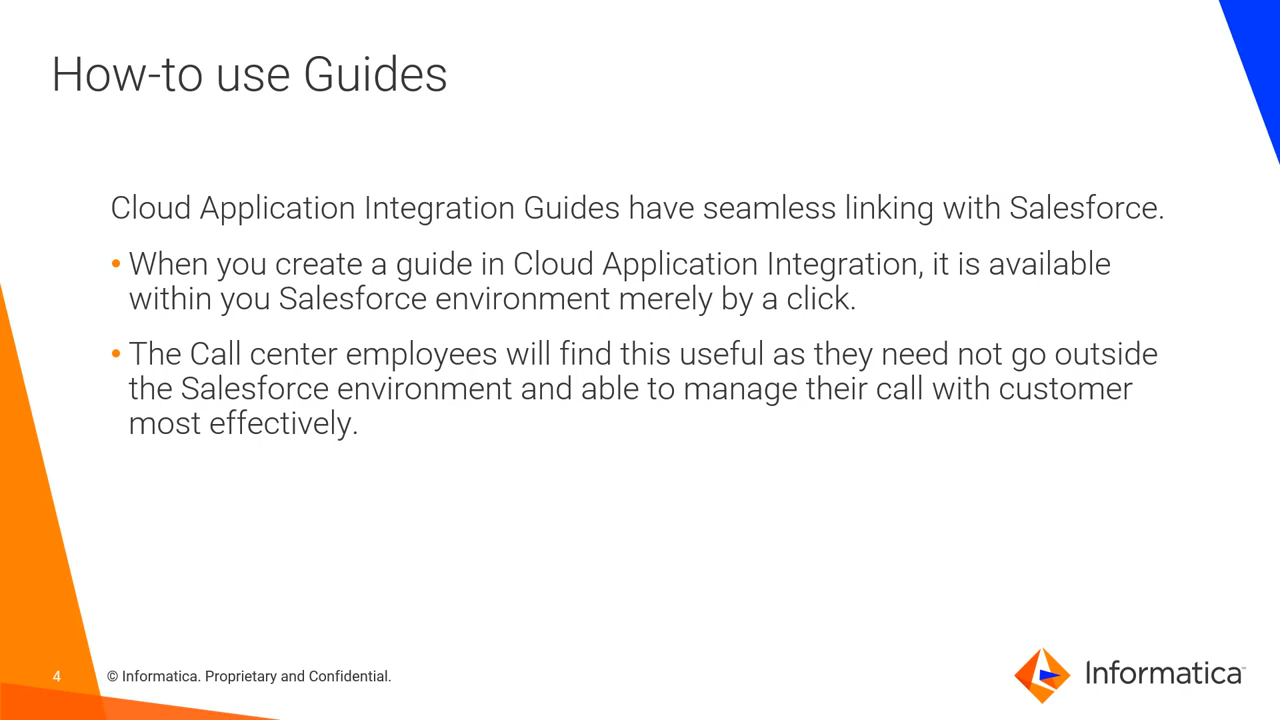 How-to use Guides
Cloud Application Integration Guides have seamless linking with Salesforce.
• When you create a guide in Cloud Application Integration, it is available
within you Salesforce environment merely by a click.
• The Call center employees will find this useful as they need not go outside
the Salesforce environment and able to manage their call with customer
most effectively.
4
© Informatica. Proprietary and Confidential.
Informatica™